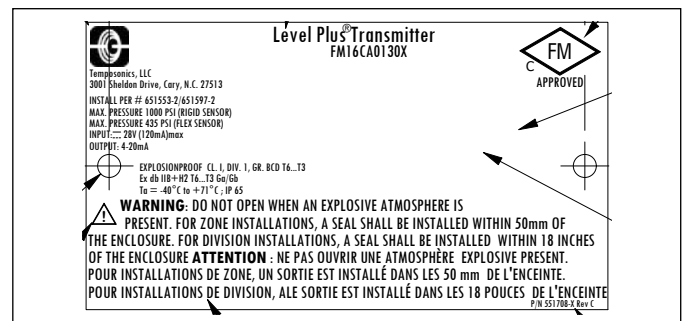 Level Plus® Transmitter
FM16CA0130X
FM
C
APPROVED
Temposonics, LLC
3001 Sheldon Drive, Cary, N.C. 27513
INSTALL PER # 651553-2/651597-2
MAX. PRESSURE 1000 PSI (RIGID SENSOR)
MAX. PRESSURE 435 PSI (FLEX SENSOR)
INPUT:⎓ 28V (120mA)max
OUTPUT: 4-20mA
EXPLOSIONPROOF CL. I, DIV. 1, GR. BCD T6...T3
Ex db IIB+H2 T6...T3 Ga/Gb
Ta = -40°C to +71°C ; IP 65
WARNING: DO NOT OPEN WHEN AN EXPLOSIVE ATMOSPHERE IS
PRESENT. FOR ZONE INSTALLATIONS, A SEAL SHALL BE INSTALLED WITHIN 50mm OF
THE ENCLOSURE. FOR DIVISION INSTALLATIONS, A SEAL SHALL BE INSTALLED WITHIN 18 INCHES
OF THE ENCLOSURE ATTENTION : NE PAS OUVRIR UNE ATMOSPHÈRE EXPLOSIVE PRESENT.
POUR INSTALLATIONS DE ZONE, UN SORTIE EST INSTALLÉ DANS LES 50 mm DE L'ENCEINTE.
POUR INSTALLATIONS DE DIVISION, ALE SORTIE EST INSTALLÉ DANS LES 18 POUCES DE L'ENCEINTE
P/N 551708-X Rev C